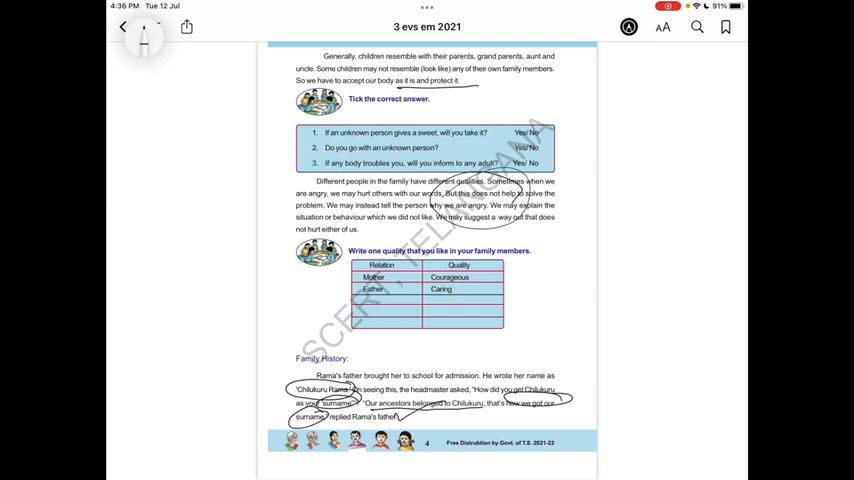 4:36 PM Tue 12 Jul
91%
3 evs em 2021
AA
Generally, children resemble with their parents, grand parents, aunt and
uncle. Some children may not resemble (look like) any of their own family members.
So we have to accept our body as it is and protect it.
Tick the correct answer.
1. If an unknown person gives a sweet, will you take it? Yes/ No
2. Do you go with an unknown person? Yes/ No
3. If any body troubles you, will you inform to any adult? Yes/ No
Different people in the family have different qualities. Sometimes when we
are angry, we may hurt others with our words. But this does not help to solve the
problem. We may instead tell the person why we are angry. We may explain the
situation or behaviour which we did not like. We may suggest a way out that does
not hurt either of us.
Write one quality that you like in your family members.
Relation Quality
Mother Courageous
Father Caring
SCERT, TELANGANA
Family History:
Rama's father brought her to school for admission. He wrote her name as
'Chilukuru Rama.' On seeing this, the headmaster asked, "How did you get Chilukuru
as your 'surname'"? "Our ancestors belonged to Chilukuru, that's how we got our
surname" replied Rama's father.
4 Free Distrubtion by Govt. of T.S. 2021-22